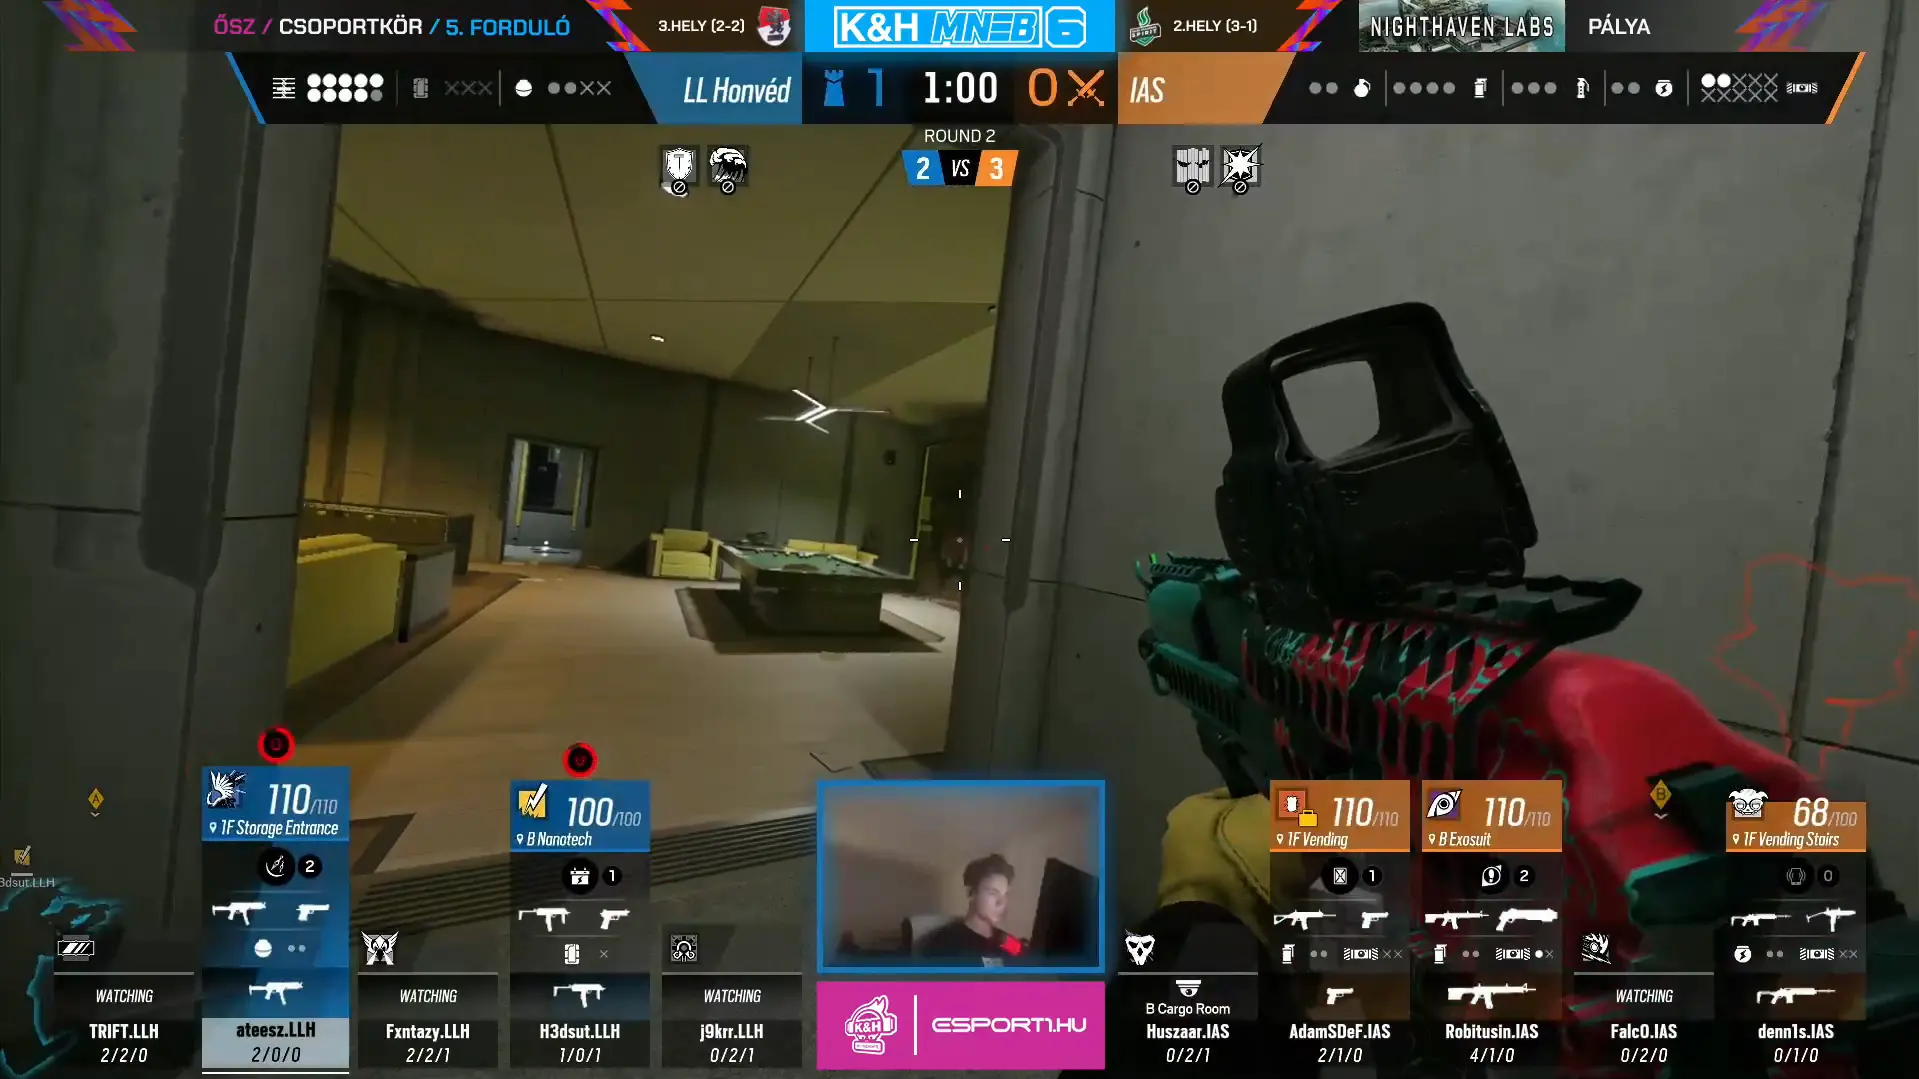 ŐSZ / CSOPORTKÖR / 5. FORDULÓ
3.HELY (2-2)
K&H MNEB 6
SPIRIT
2.HELY (3-1)
NIGHTHAVEN LABS
PÁLYA
LL Honvéd
1
1:00
0
IAS
ROUND 2
2 VS 3
A
B
3dsut.LLH
110/110
1F Storage Entrance
2
100/100
B Nanotech
1
110/110
1F Vending
1
110/110
B Exosuit
2
68/100
1F Vending Stairs
0
WATCHING
TRIFT.LLH
2/2/0
ateesz.LLH
2/0/0
WATCHING
Fxntazy.LLH
2/2/1
H3dsut.LLH
1/0/1
WATCHING
j9krr.LLH
0/2/1
K&H
ESPORT1.HU
B Cargo Room
Huszaar.IAS
0/2/1
AdamSDeF.IAS
2/1/0
Robitusin.IAS
4/1/0
WATCHING
FalcO.IAS
0/2/0
denn1s.IAS
0/1/0